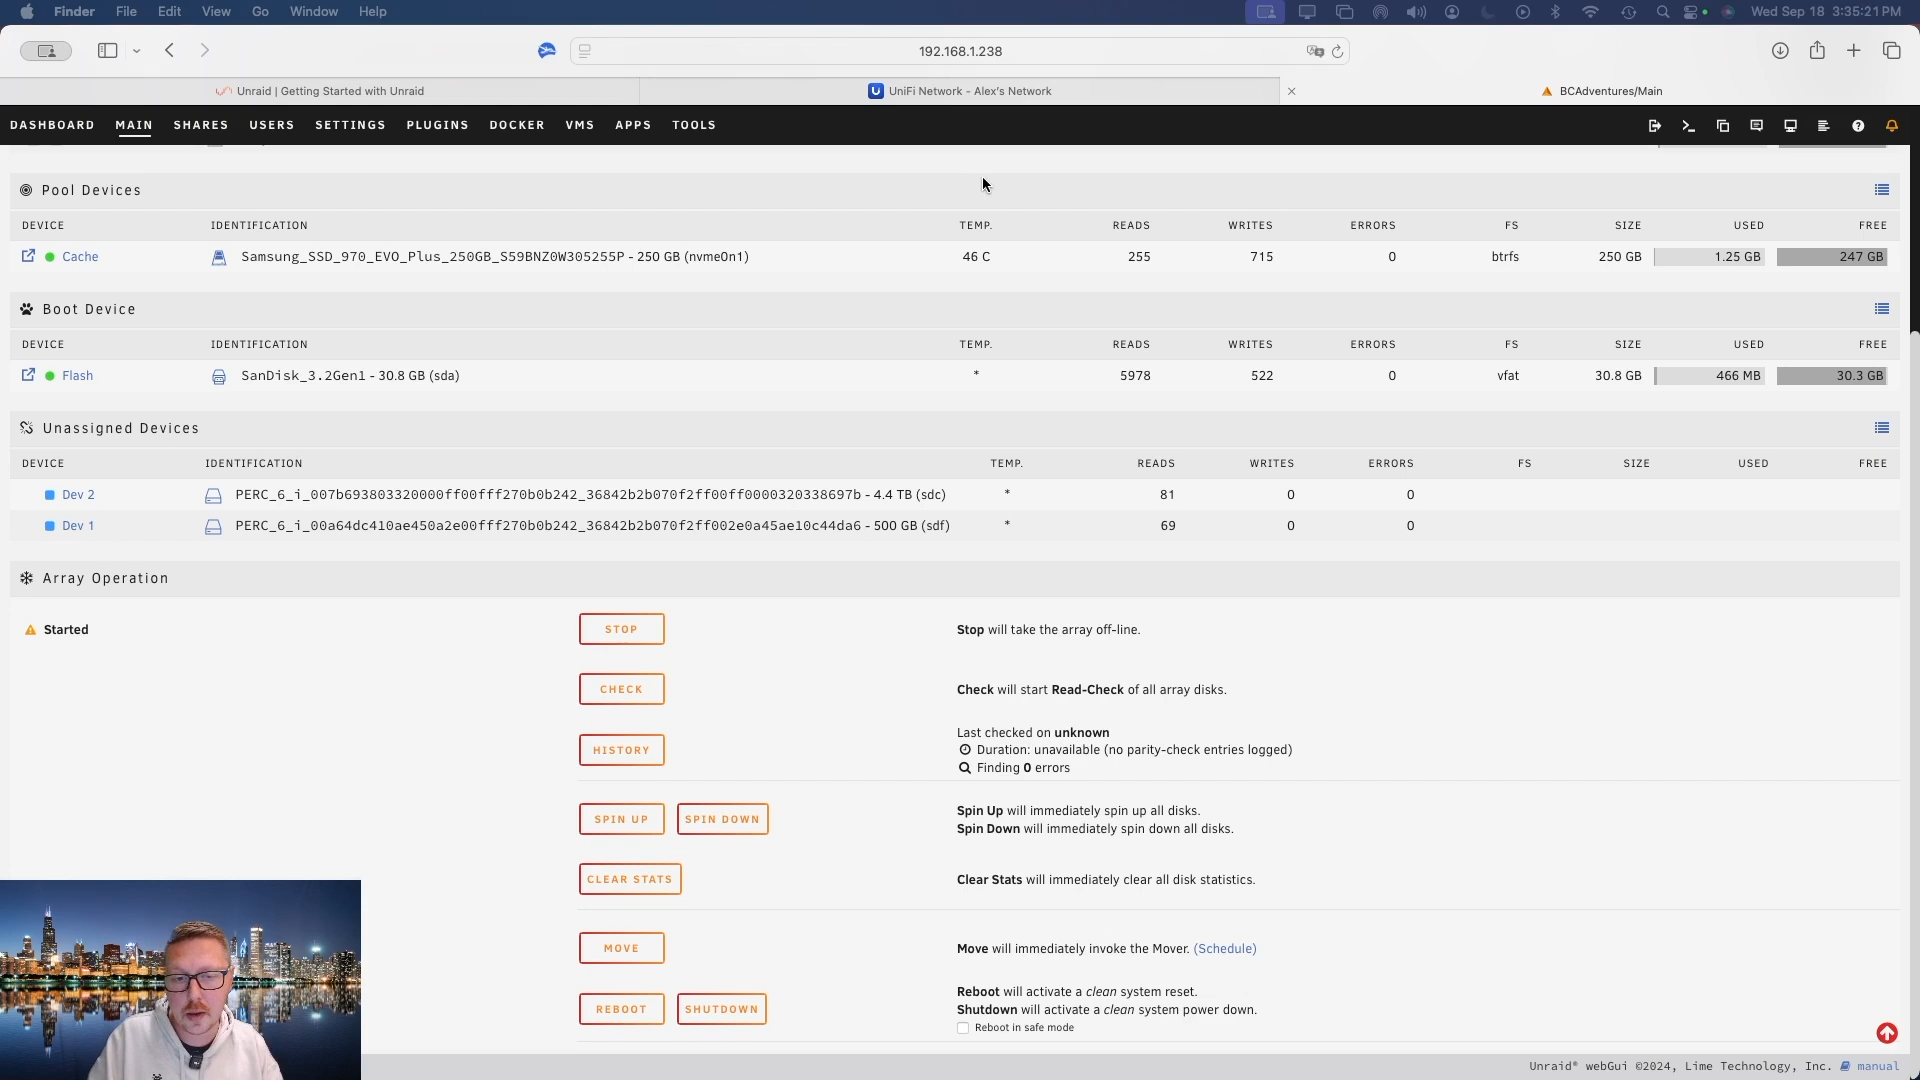 Finder File Edit View Go Window Help Wed Sep 18 3:35:21 PM
192.168.1.238
Unraid | Getting Started with Unraid UniFi Network - Alex's Network BCAdventures/Main
DASHBOARD MAIN SHARES USERS SETTINGS PLUGINS DOCKER VMS APPS TOOLS
Pool Devices
DEVICE IDENTIFICATION TEMP. READS WRITES ERRORS FS SIZE USED FREE
Cache Samsung_SSD_970_EVO_Plus_250GB_S59BNZ0W305255P - 250 GB (nvme0n1) 46 C 255 715 0 btrfs 250 GB 1.25 GB 247 GB
Boot Device
DEVICE IDENTIFICATION TEMP. READS WRITES ERRORS FS SIZE USED FREE
Flash SanDisk_3.2Gen1 - 30.8 GB (sda) * 5978 522 0 vfat 30.8 GB 466 MB 30.3 GB
Unassigned Devices
DEVICE IDENTIFICATION TEMP. READS WRITES ERRORS FS SIZE USED FREE
Dev 2 PERC_6_i_007b693803320000ff00fff270b0b242_36842b2b070f2ff00ff0000320338697b - 4.4 TB (sdc) * 81 0 0
Dev 1 PERC_6_i_00a64dc410ae450a2e00fff270b0b242_36842b2b070f2ff002e0a45ae10c44da6 - 500 GB (sdf) * 69 0 0
Array Operation
Started STOP Stop will take the array off-line.
CHECK Check will start Read-Check of all array disks.
Last checked on unknown
HISTORY Duration: unavailable (no parity-check entries logged)
Finding 0 errors
Spin Up will immediately spin up all disks.
SPIN UP SPIN DOWN
Spin Down will immediately spin down all disks.
CLEAR STATS Clear Stats will immediately clear all disk statistics.
MOVE Move will immediately invoke the Mover. (Schedule)
Reboot will activate a clean system reset.
REBOOT SHUTDOWN Shutdown will activate a clean system power down.
Reboot in safe mode
Unraid® webGui ©2024, Lime Technology, Inc. manual